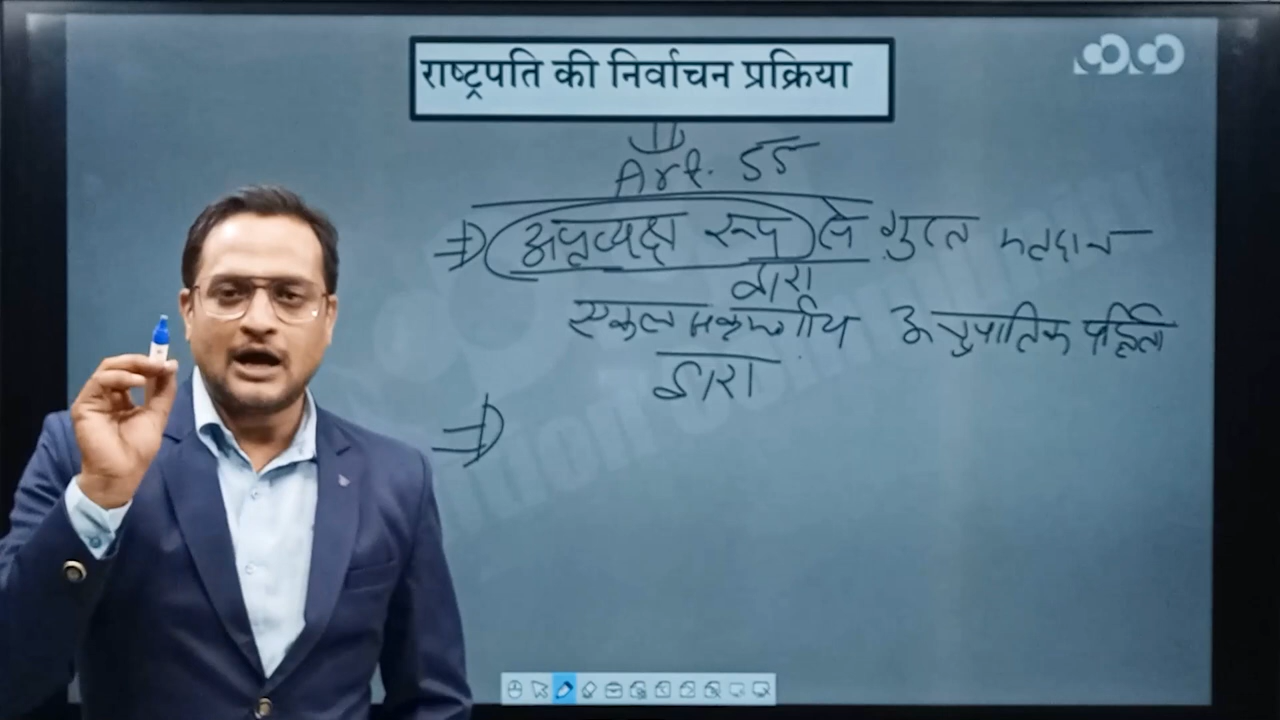 राष्ट्रपति की निर्वाचन प्रक्रिया
Art. 55
⇒ अप्रत्यक्ष रूप से गुप्त मतदान
द्वारा
एकल संक्रमणीय अनुपातिक पद्धति
द्वारा
⇒